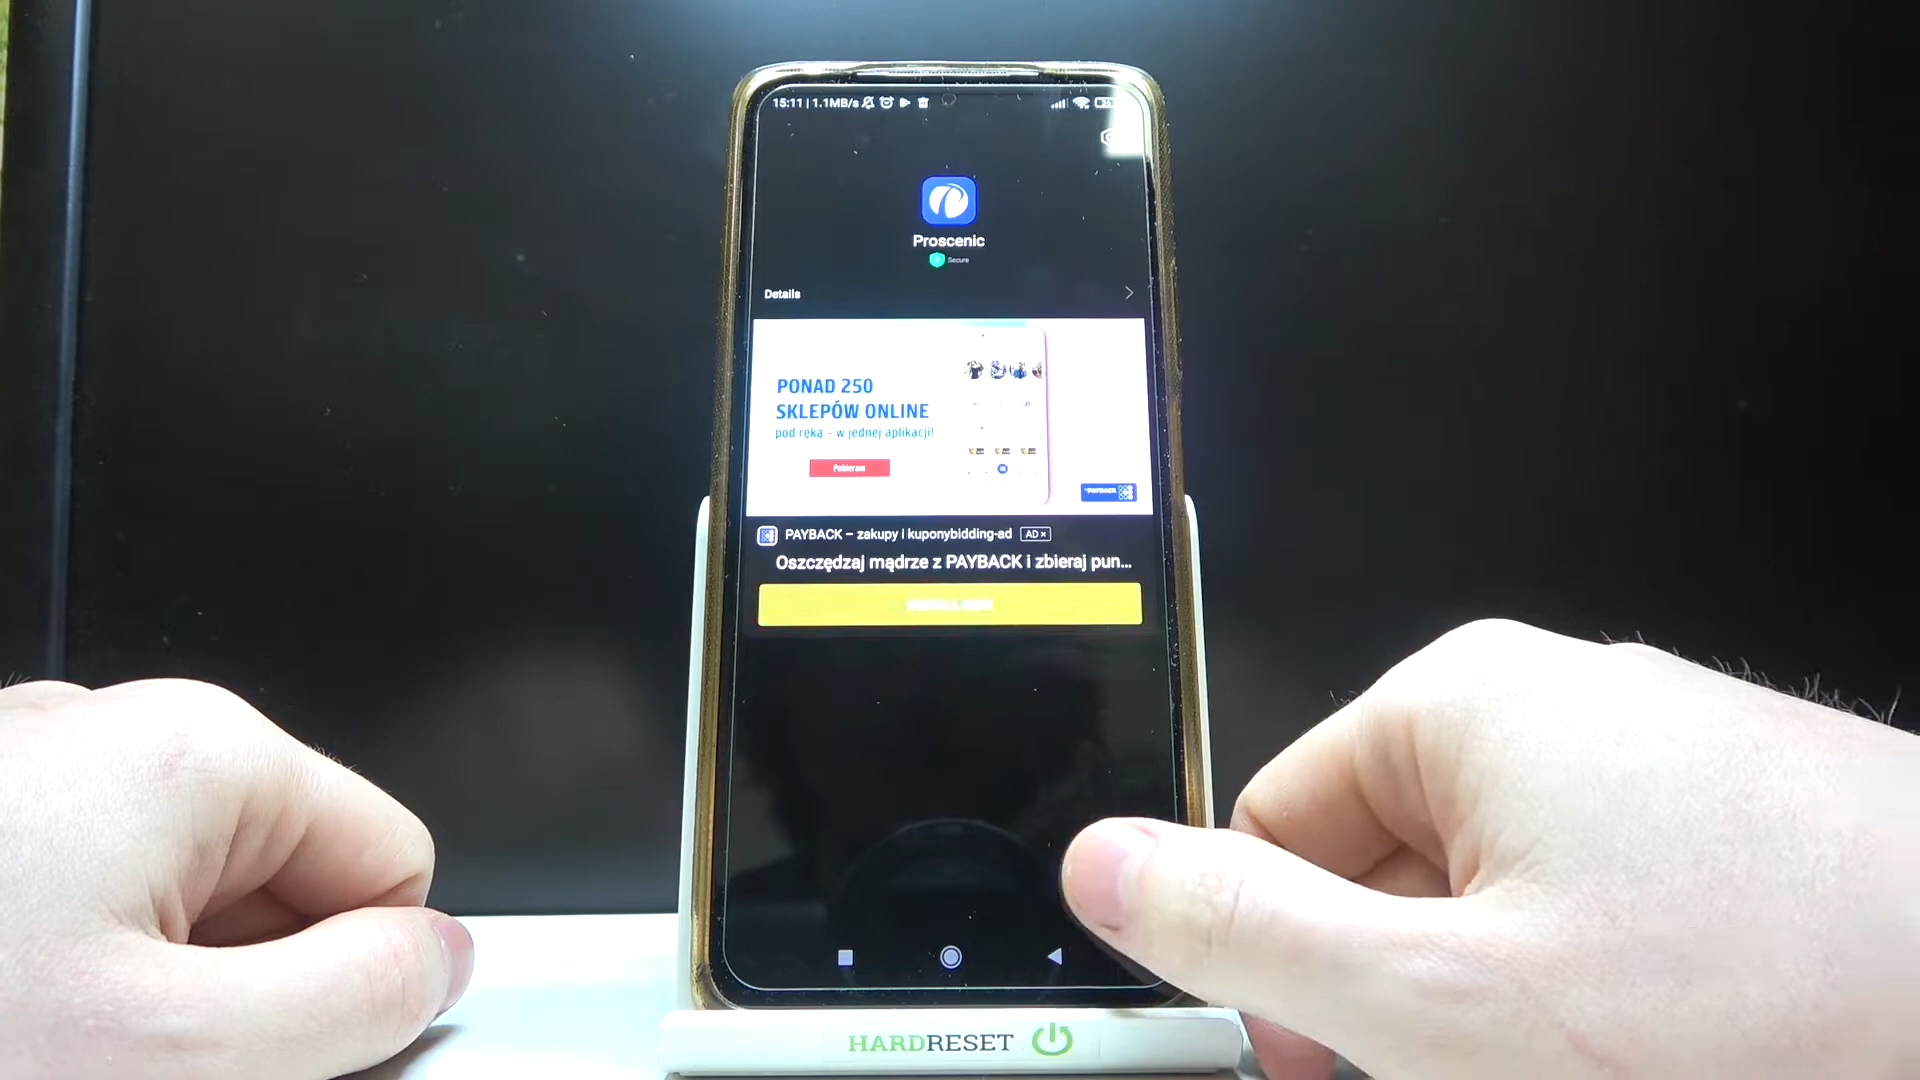 15:11 | 1.1MB/s
Proscenic
Secure
Details
PONAD 250
SKLEPÓW ONLINE
pod ręką – w jednej aplikacji!
Pobieram
PAYBACK
PAYBACK – zakupy i kuponybidding-ad AD ×
Oszczędzaj mądrze z PAYBACK i zbieraj pun...
HARDRESET